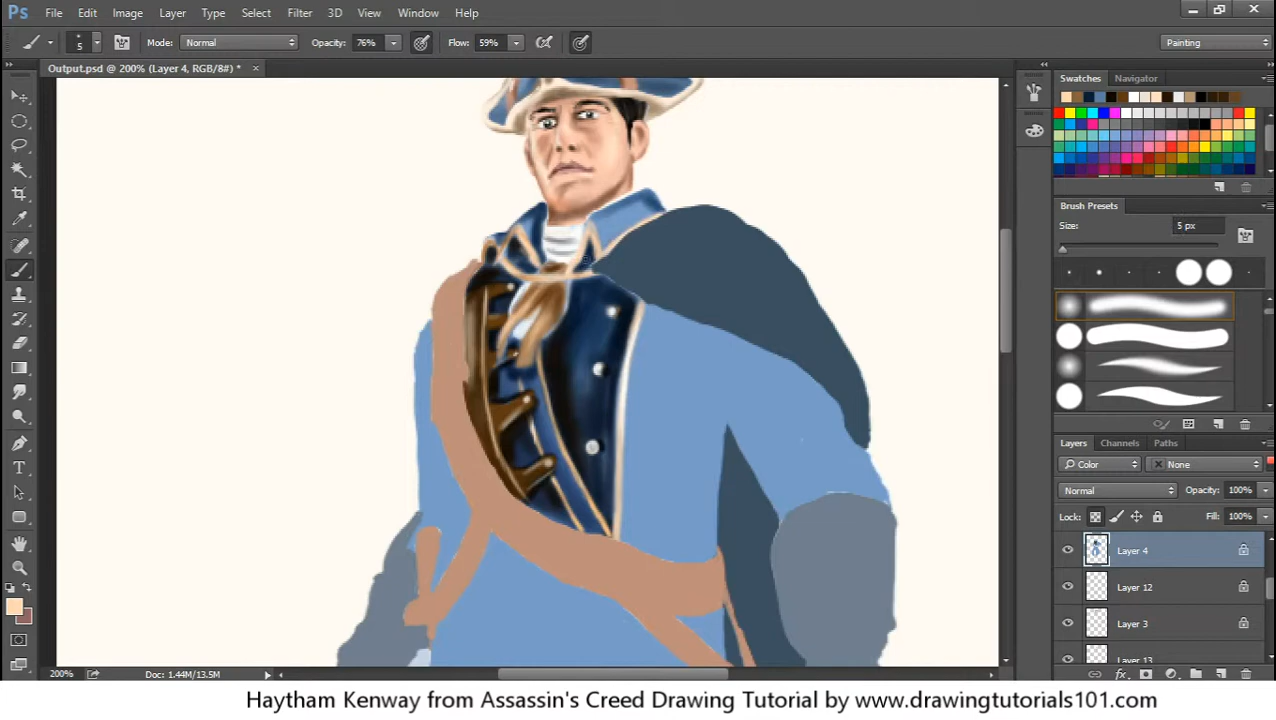 Ps File Edit Image Layer Type Select Filter 3D View Window Help
5 Mode: Normal Opacity: 76% Flow: 59% Painting
Output.psd @ 200% (Layer 4, RGB/8#) * ×
Swatches Navigator
Brush Presets
Size: 5 px
Layers Channels Paths
Color None
Normal Opacity: 100%
Lock: Fill: 100%
Layer 4
Layer 12
Layer 3
Layer 13
200% Doc: 1.44M/13.5M
Haytham Kenway from Assassin's Creed Drawing Tutorial by www.drawingtutorials101.com